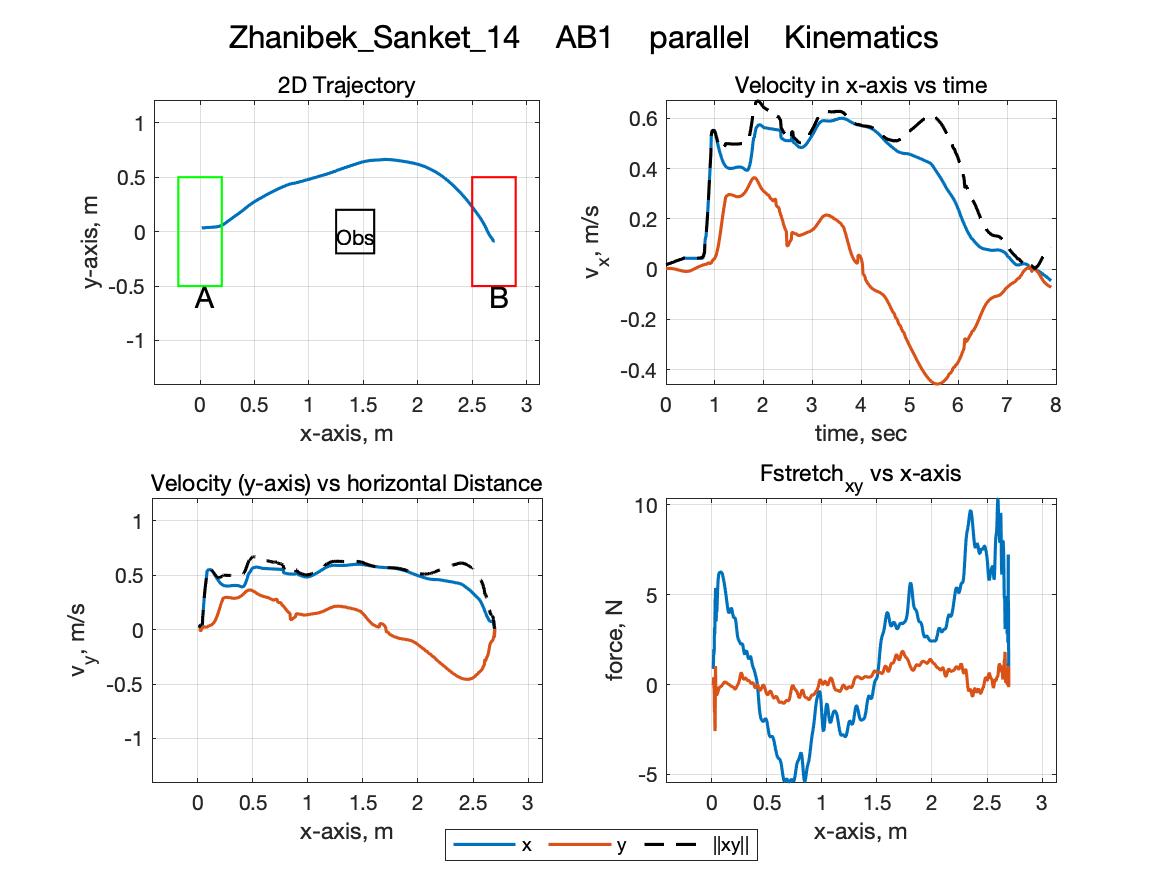 Zhanibek_Sanket_14 AB1 parallel Kinematics
2D Trajectory
y-axis, m
1
0.5
0
-0.5
-1
Obs
A
B
0 0.5 1 1.5 2 2.5 3
x-axis, m
Velocity in x-axis vs time
v_x, m/s
0.6
0.4
0.2
0
-0.2
-0.4
0 1 2 3 4 5 6 7 8
time, sec
Velocity (y-axis) vs horizontal Distance
v_y, m/s
1
0.5
0
-0.5
-1
0 0.5 1 1.5 2 2.5 3
x-axis, m
Fstretch_xy vs x-axis
force, N
10
5
0
-5
0 0.5 1 1.5 2 2.5 3
x-axis, m
x y ||xy||